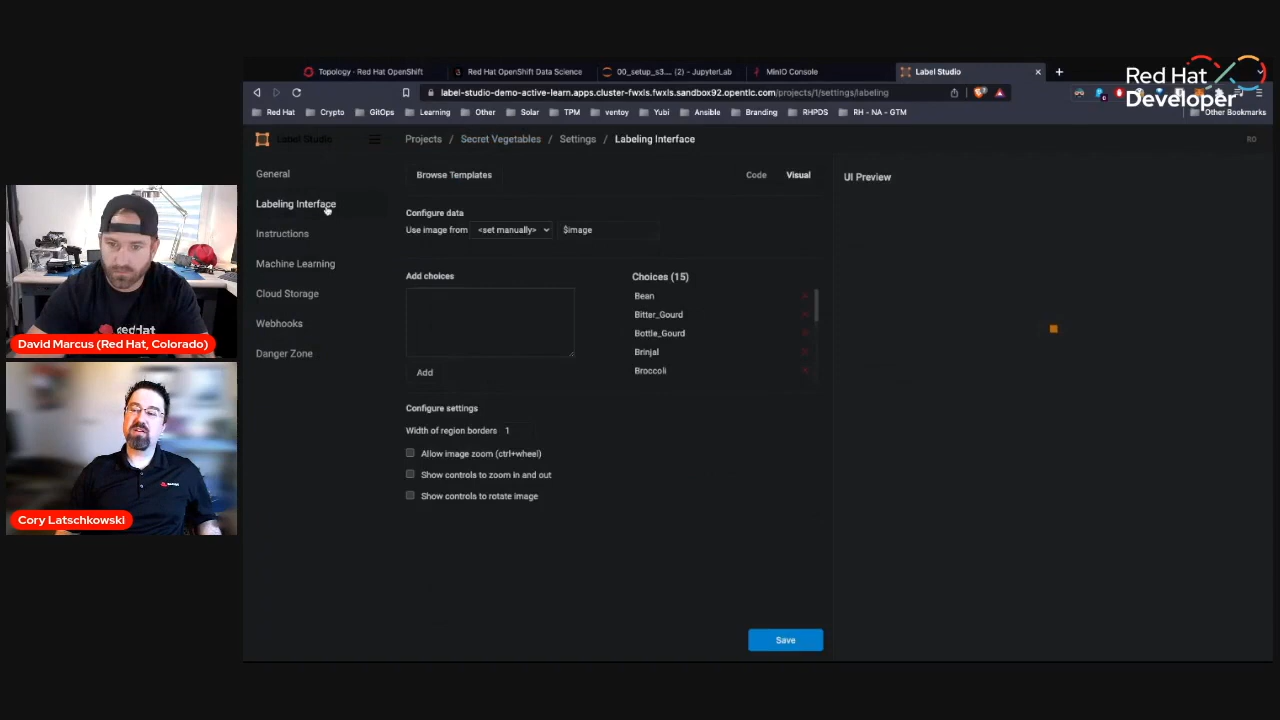 Red Hat
Developer
Topology · Red Hat OpenShift
Red Hat OpenShift Data Science
00_setup_s3.... (2) - JupyterLab
MinIO Console
Label Studio
label-studio-demo-active-learn.apps.cluster-fwxls.fwxls.sandbox92.opentlc.com/projects/1/settings/labeling
Red Hat Crypto GitOps Learning Other Solar TPM ventoy Yubi Ansible Branding RHPDS RH - NA - GTM Other Bookmarks
Label Studio
Projects / Secret Vegetables / Settings / Labeling Interface
RO
General
Labeling Interface
Instructions
Machine Learning
Cloud Storage
Webhooks
Danger Zone
Browse Templates
Code Visual
Configure data
Use image from <set manually> $image
Add choices
Add
Choices (15)
Bean
Bitter_Gourd
Bottle_Gourd
Brinjal
Broccoli
Configure settings
Width of region borders 1
Allow image zoom (ctrl+wheel)
Show controls to zoom in and out
Show controls to rotate image
Save
UI Preview
David Marcus (Red Hat, Colorado)
Cory Latschkowski